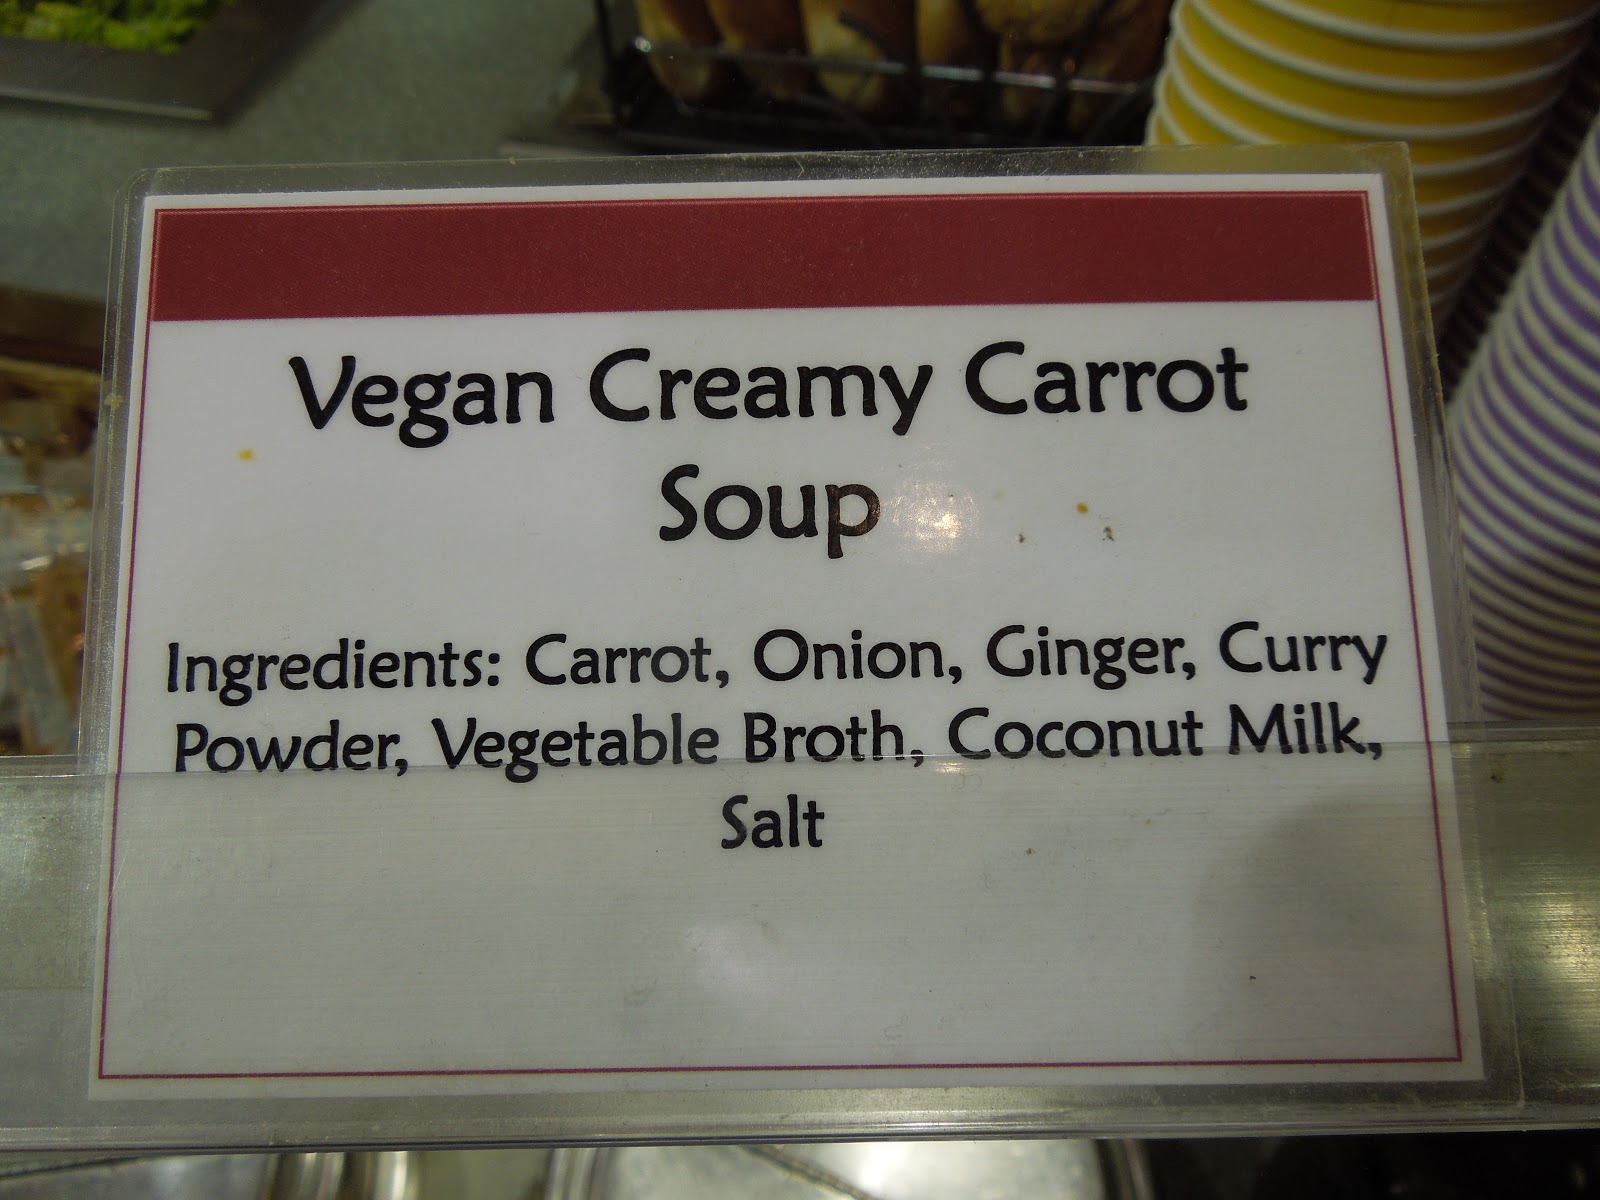 Vegan Creamy Carrot
Soup
Ingredients: Carrot, Onion, Ginger, Curry
Powder, Vegetable Broth, Coconut Milk,
Salt